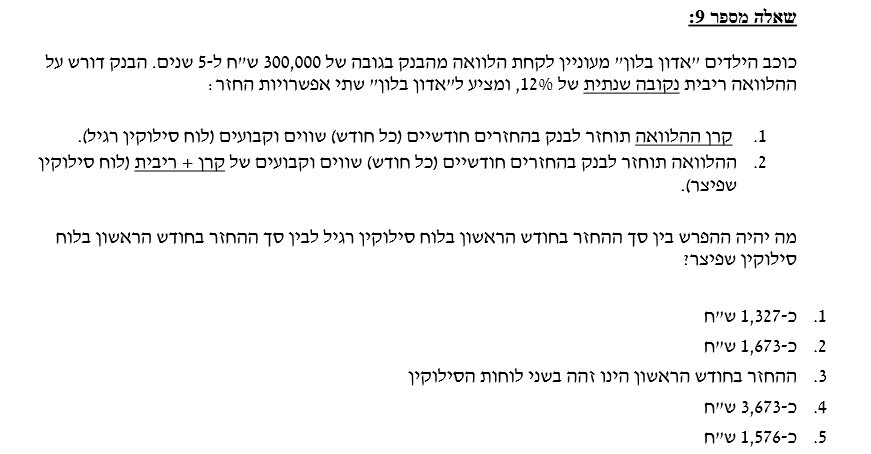 שאלה מספר 9:
כוכב הילדים "אדון בלון" מעוניין לקחת הלוואה מהבנק בגובה של 300,000 ש"ח ל-5 שנים. הבנק דורש על
ההלוואה ריבית נקובה שנתית של 12%, ומציע ל"אדון בלון" שתי אפשרויות החזר:
1. קרן ההלוואה תוחזר לבנק בהחזרים חודשיים (כל חודש) שווים וקבועים (לוח סילוקין רגיל).
2. ההלוואה תוחזר לבנק בהחזרים חודשיים (כל חודש) שווים וקבועים של קרן + ריבית (לוח סילוקין
שפיצר).
מה יהיה ההפרש בין סך ההחזר בחודש הראשון בלוח סילוקין רגיל לבין סך ההחזר בחודש הראשון בלוח
סילוקין שפיצר?
1. כ-1,327 ש"ח
2. כ-1,673 ש"ח
3. ההחזר בחודש הראשון הינו זהה בשני לוחות הסילוקין
4. כ-3,673 ש"ח
5. כ-1,576 ש"ח